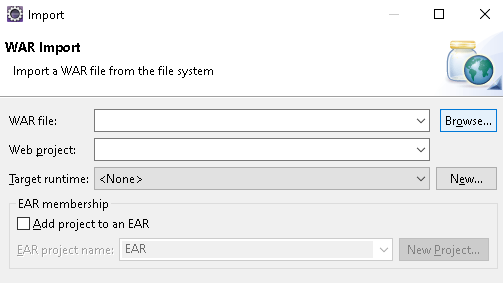 Import
WAR Import
Import a WAR file from the file system
WAR file:
Browse...
Web project:
Target runtime: <None>
New...
EAR membership
Add project to an EAR
EAR project name: EAR
New Project...